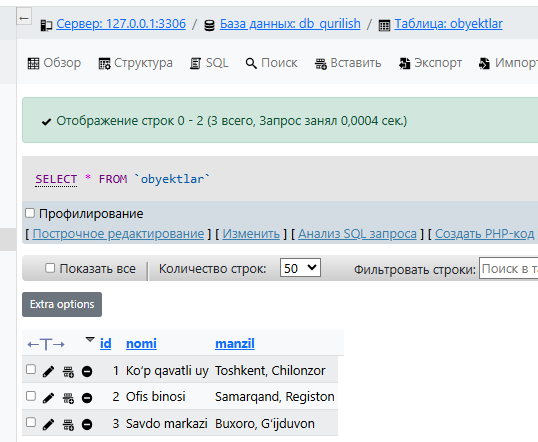 ← Сервер: 127.0.0.1:3306 / База данных: db_qurilish / Таблица: obyektlar
Обзор Структура SQL Поиск Вставить Экспорт Импорт
Отображение строк 0 - 2 (3 всего, Запрос занял 0,0004 сек.)
SELECT * FROM `obyektlar`
Профилирование
[ Построчное редактирование ] [ Изменить ] [ Анализ SQL запроса ] [ Создать PHP-код
Показать все Количество строк: 50 Фильтровать строки: Поиск в та
Extra options
←T→ id nomi manzil
1 Ko‘p qavatli uy Toshkent, Chilonzor
2 Ofis binosi Samarqand, Registon
3 Savdo markazi Buxoro, G‘ijduvon